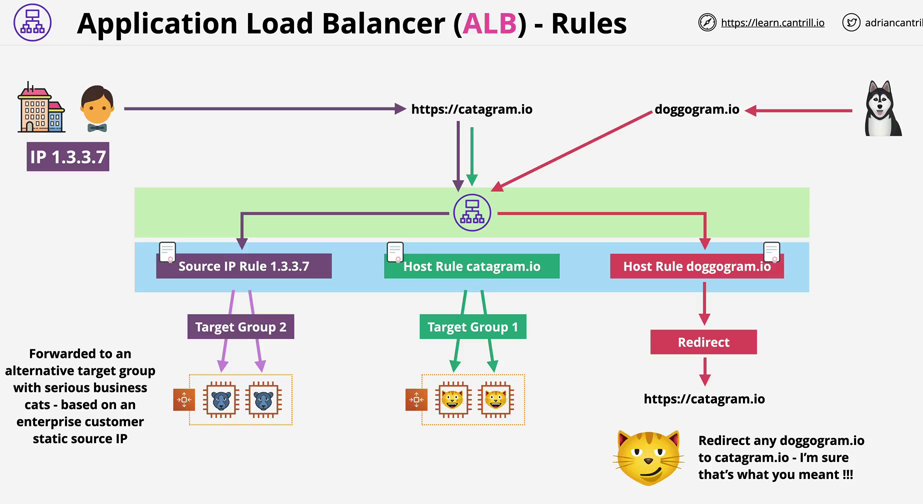 Application Load Balancer (ALB) - Rules
https://learn.cantrill.io
https://catagram.io
doggogram.io
IP 1.3.3.7
Source IP Rule 1.3.3.7
Host Rule catagram.io
Host Rule doggogram.io
Target Group 2
Target Group 1
Redirect
https://catagram.io
Forwarded to an
alternative target group
with serious business
cats - based on an
enterprise customer
static source IP
Redirect any doggogram.io
to catagram.io - I'm sure
that's what you meant !!!